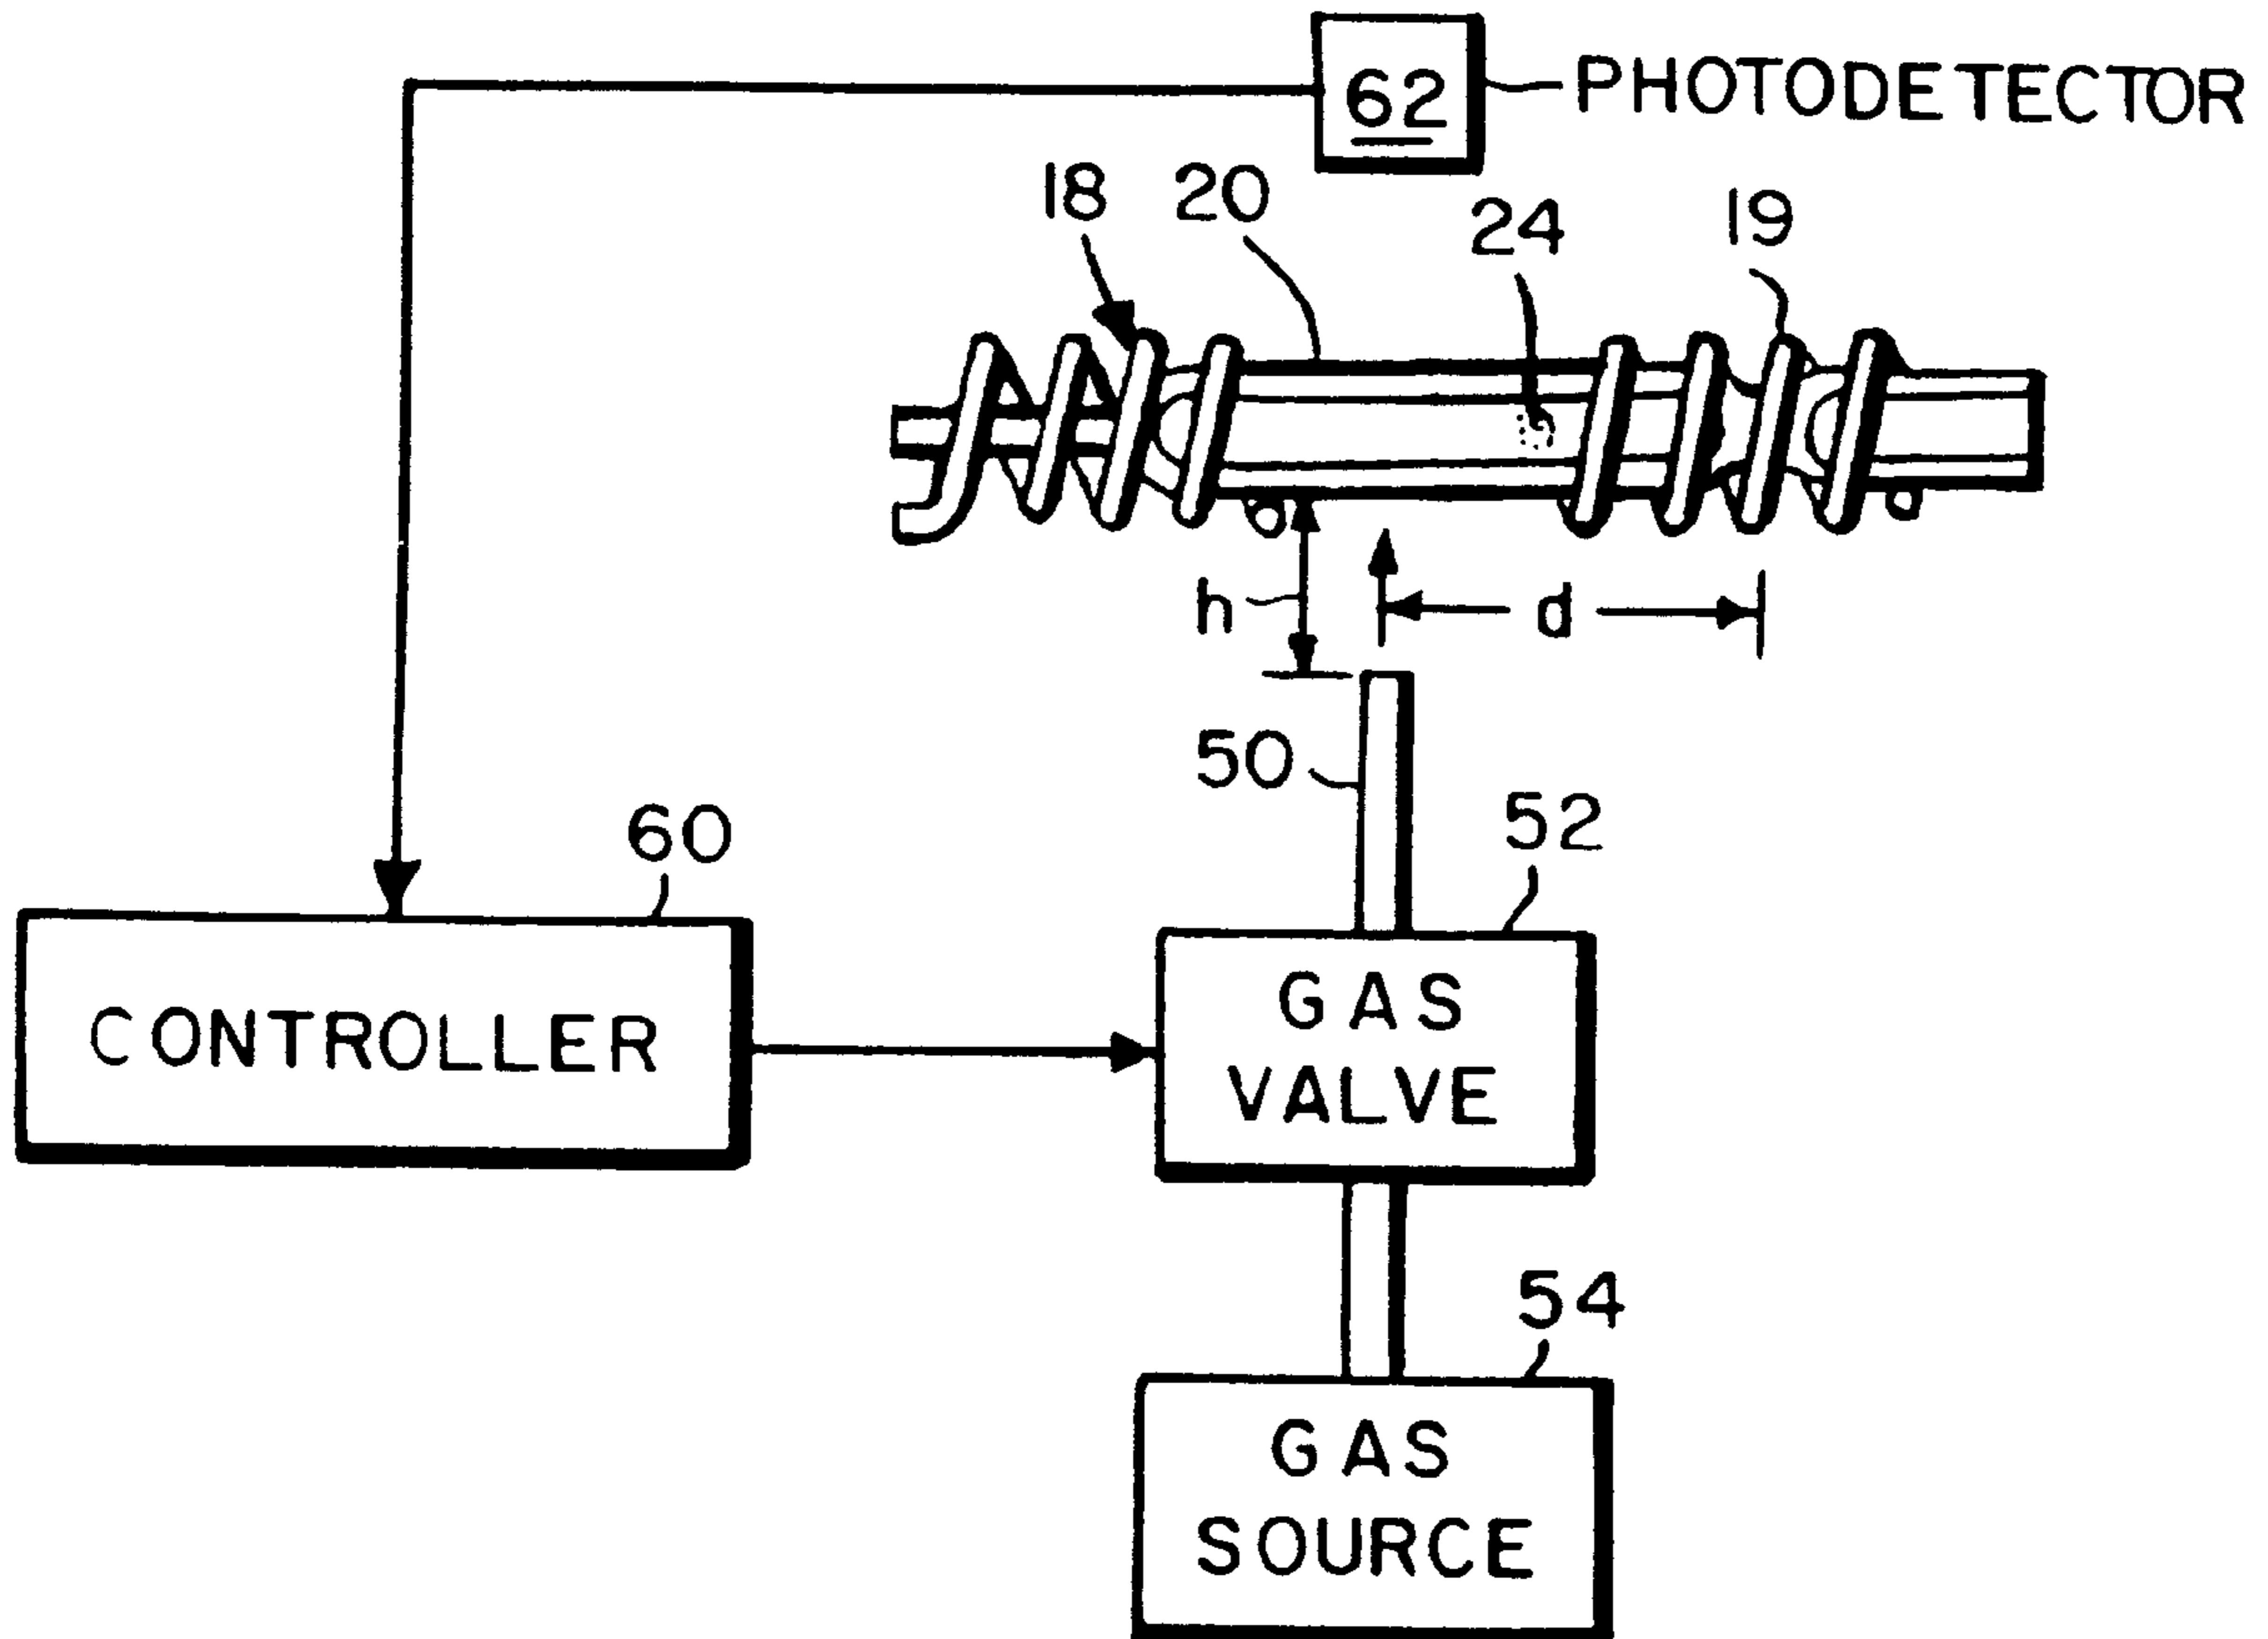 62
PHOTODETECTOR
18
20
24
19
h
d
50
60
52
CONTROLLER
GAS
VALVE
54
GAS
SOURCE